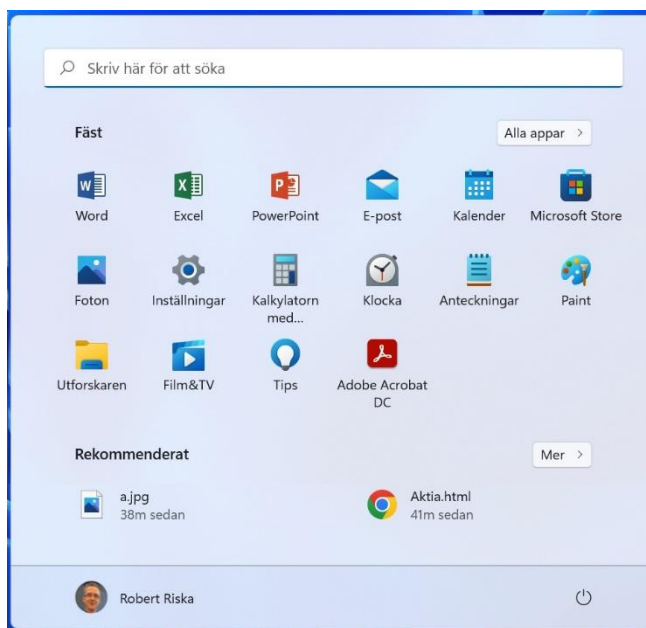 Skriv här för att söka
Fäst
Alla appar
Word
Excel
PowerPoint
E-post
Kalender
Microsoft Store
Foton
Inställningar
Kalkylatorn
med...
Klocka
Anteckningar
Paint
Utforskaren
Film&TV
Tips
Adobe Acrobat
DC
Rekommenderat
Mer
a.jpg
38m sedan
Aktia.html
41m sedan
Robert Riska